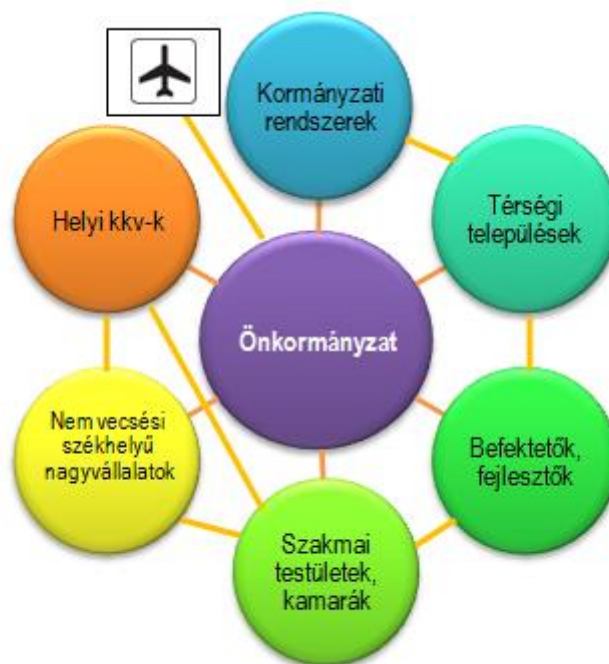 Kormányzati
rendszerek
Térségi
települések
Helyi kkv-k
Önkormányzat
Nem vecsési
székhelyű
nagyvállalatok
Befektetők,
fejlesztők
Szakmai
testületek,
kamarák